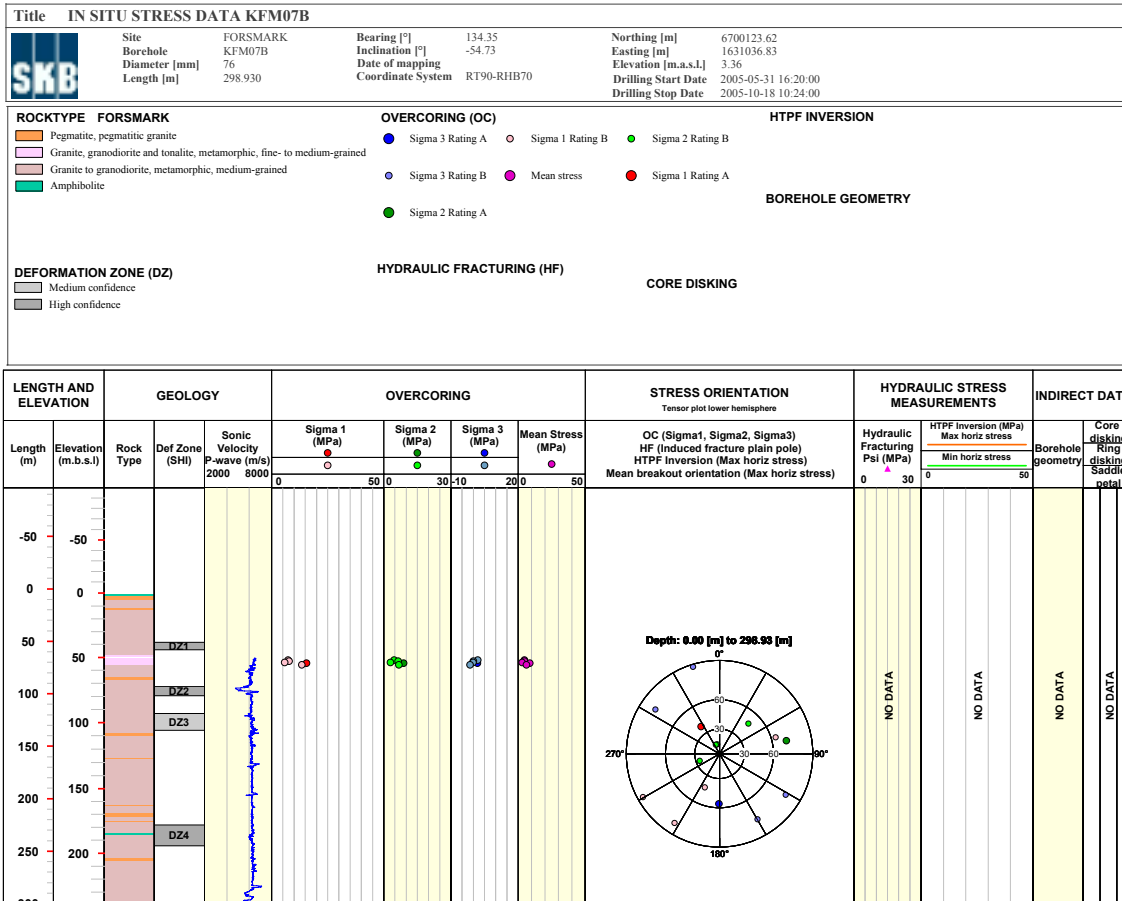 Title IN SITU STRESS DATA KFM07B
SKB
Site FORSMARK Bearing [°] 134.35 Northing [m] 6700123.62
Borehole KFM07B Inclination [°] -54.73 Easting [m] 1631036.83
Diameter [mm] 76 Date of mapping Elevation [m.a.s.l.] 3.36
Length [m] 298.930 Coordinate System RT90-RHB70 Drilling Start Date 2005-05-31 16:20:00
Drilling Stop Date 2005-10-18 10:24:00
ROCKTYPE FORSMARK
Pegmatite, pegmatitic granite
Granite, granodiorite and tonalite, metamorphic, fine- to medium-grained
Granite to granodiorite, metamorphic, medium-grained
Amphibolite
DEFORMATION ZONE (DZ)
Medium confidence
High confidence
OVERCORING (OC)
Sigma 3 Rating A Sigma 1 Rating B Sigma 2 Rating B
Sigma 3 Rating B Mean stress Sigma 1 Rating A
Sigma 2 Rating A
HYDRAULIC FRACTURING (HF)
HTPF INVERSION
BOREHOLE GEOMETRY
CORE DISKING
LENGTH AND
ELEVATION
GEOLOGY
OVERCORING
STRESS ORIENTATION
Tensor plot lower hemisphere
HYDRAULIC STRESS
MEASUREMENTS
INDIRECT DAT
Length
(m)
Elevation
(m.b.s.l)
Rock
Type
Def Zone
(SHI)
Sonic
Velocity
P-wave (m/s)
2000 8000
Sigma 1
(MPa)
0 50
Sigma 2
(MPa)
0 30
Sigma 3
(MPa)
-10 20
Mean Stress
(MPa)
0 50
OC (Sigma1, Sigma2, Sigma3)
HF (Induced fracture plain pole)
HTPF Inversion (Max horiz stress)
Mean breakout orientation (Max horiz stress)
Hydraulic
Fracturing
Psi (MPa)
0 30
HTPF Inversion (MPa)
Max horiz stress
Min horiz stress
0 50
Borehole
geometry
Core
disking
Ring
disking
Saddle
petal
-50
0
50
100
150
200
250
-50
0
50
100
150
200
DZ1
DZ2
DZ3
DZ4
Depth: 0.00 [m] to 298.93 [m]
0°
60
30
270° 30 60 90°
180°
NO DATA
NO DATA
NO DATA
NO DATA